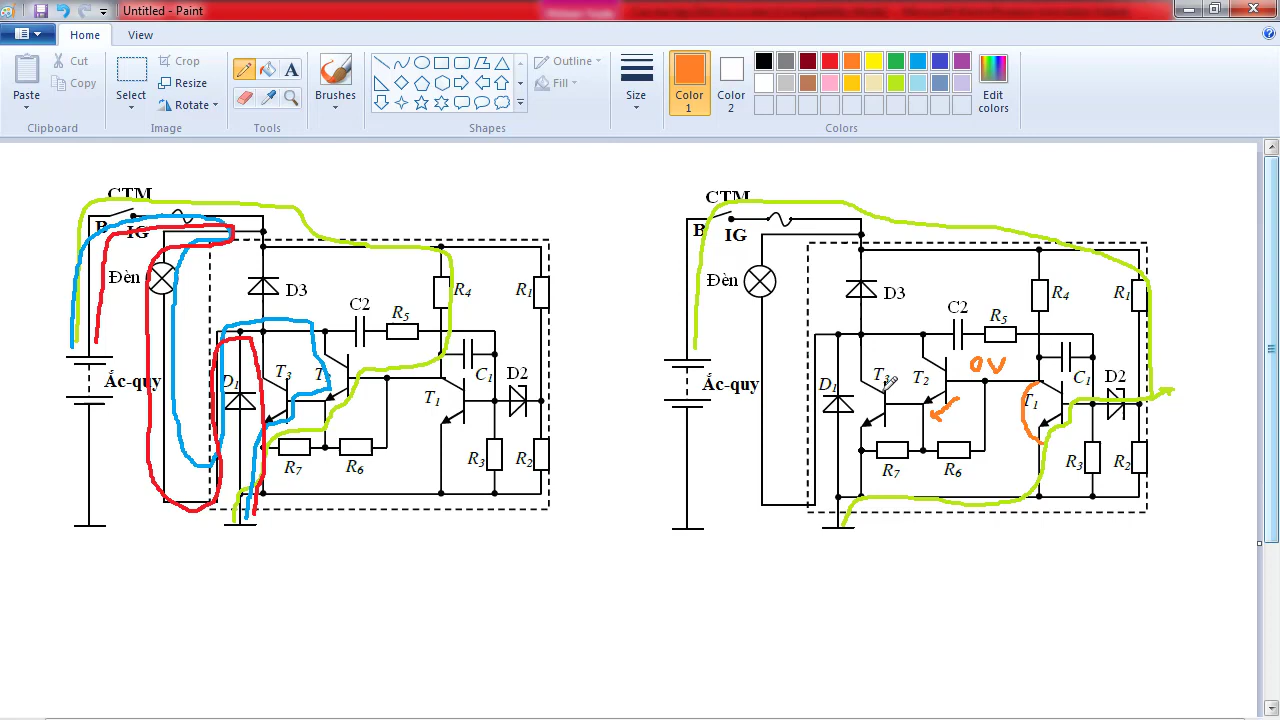 Untitled - Paint
Home
View
Paste
Cut
Copy
Clipboard
Select
Crop
Resize
Rotate
Image
A
Tools
Brushes
Shapes
Outline
Fill
Size
Color 1
Color 2
Edit colors
Colors
CTM
B
IG
Đèn
D3
C2
R5
R4
R1
Ắc-quy
D1
T3
T
C1
D2
T1
R7
R6
R3
R2
CTM
B
IG
Đèn
D3
C2
R5
R4
R1
Ắc-quy
D1
T3
T2
0V
C1
D2
T1
R7
R6
R3
R2